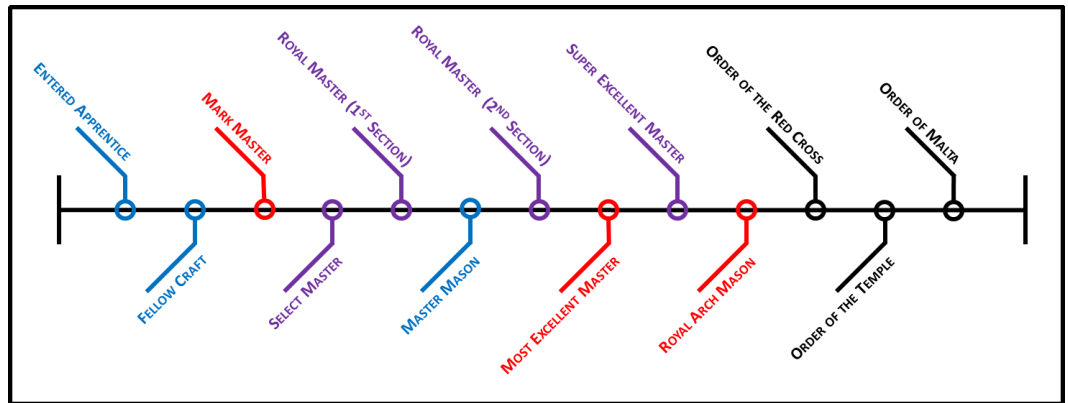 Entered Apprentice
Fellow Craft
Mark Master
Select Master
Royal Master (1st Section)
Master Mason
Royal Master (2nd Section)
Most Excellent Master
Super Excellent Master
Royal Arch Mason
Order of the Red Cross
Order of the Temple
Order of Malta